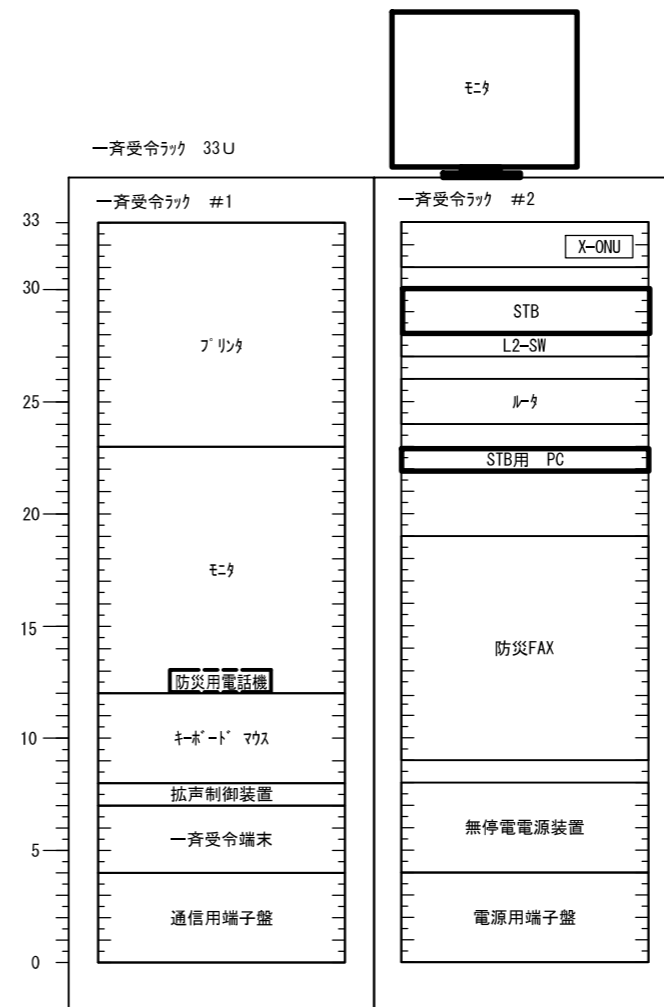 モニタ
一斉受令ラック 33U
一斉受令ラック #1
一斉受令ラック #2
33
30
25
20
15
10
5
0
プリンタ
モニタ
防災用電話機
キーボード マウス
拡声制御装置
一斉受令端末
通信用端子盤
X-ONU
STB
L2-SW
ルータ
STB用 PC
防災FAX
無停電電源装置
電源用端子盤